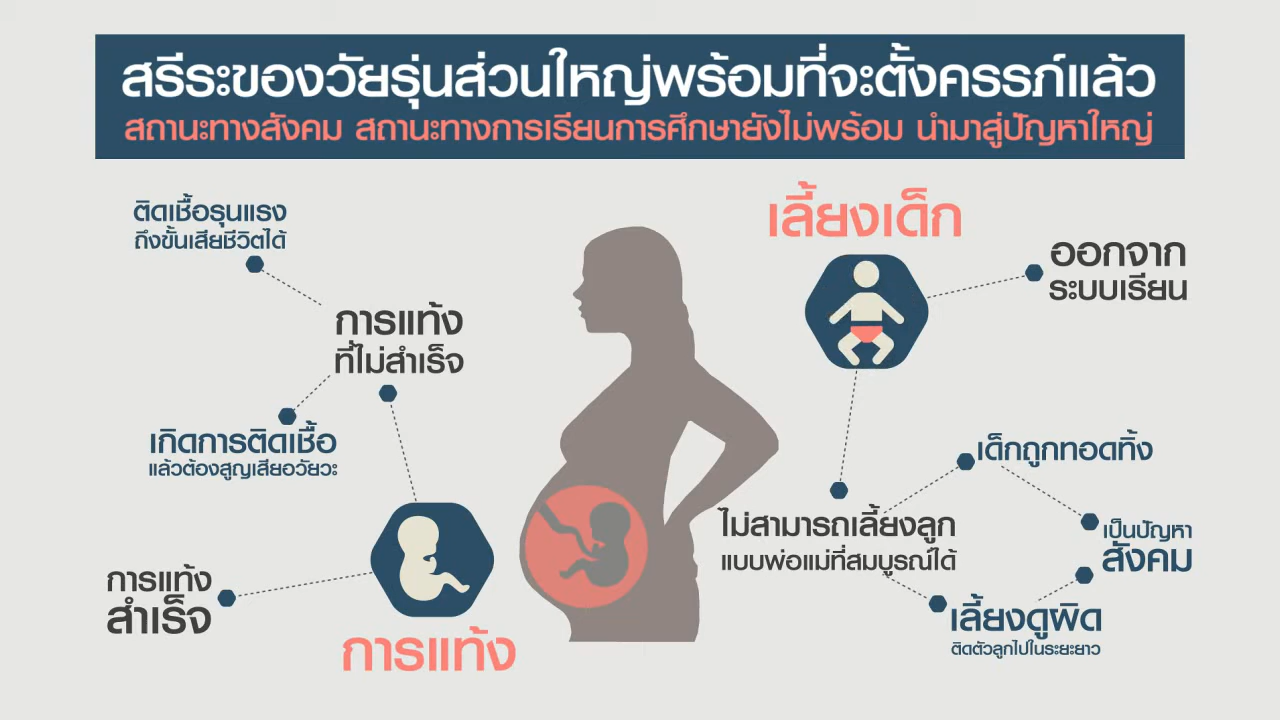 สรีระของวัยรุ่นส่วนใหญ่พร้อมที่จะตั้งครรภ์แล้ว
สถานะทางสังคม สถานะทางการเรียนการศึกษายังไม่พร้อม นำมาสู่ปัญหาใหญ่
ติดเชื้อรุนแรง
ถึงขั้นเสียชีวิตได้
การแท้ง
ที่ไม่สำเร็จ
เกิดการติดเชื้อ
แล้วต้องสูญเสียอวัยวะ
การแท้ง
สำเร็จ
การแท้ง
เลี้ยงเด็ก
ออกจาก
ระบบเรียน
ไม่สามารถเลี้ยงลูก
แบบพ่อแม่ที่สมบูรณ์ได้
เด็กถูกทอดทิ้ง
เป็นปัญหา
สังคม
เลี้ยงดูผิด
ติดตัวลูกไปในระยะยาว